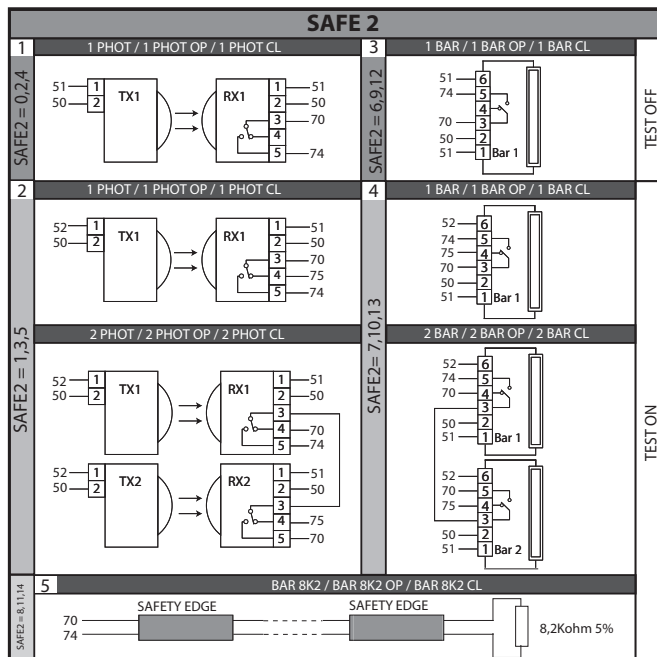 SAFE 2
1
1 PHOT / 1 PHOT OP / 1 PHOT CL
SAFE2 = 0,2,4
51 1
50 2
TX1
RX1
1 51
2 50
3 70
4
5 74
3
1 BAR / 1 BAR OP / 1 BAR CL
SAFE2 = 6,9,12
51 6
74 5
4
70 3
50 2
51 1 Bar 1
TEST OFF
2
1 PHOT / 1 PHOT OP / 1 PHOT CL
SAFE2 = 1,3,5
52 1
50 2
TX1
RX1
1 51
2 50
3 70
4 75
5 74
2 PHOT / 2 PHOT OP / 2 PHOT CL
52 1
50 2
TX1
RX1
1 51
2 50
3
4 70
5 74
52 1
50 2
TX2
RX2
1 51
2 50
3
4 75
5 70
4
1 BAR / 1 BAR OP / 1 BAR CL
SAFE2= 7,10,13
52 6
74 5
75 4
70 3
50 2
51 1 Bar 1
2 BAR / 2 BAR OP / 2 BAR CL
52 6
74 5
70 4
3
50 2
51 1 Bar 1
52 6
70 5
75 4
3
50 2
51 1 Bar 2
TEST ON
SAFE2 = 8,11,14
5
BAR 8K2 / BAR 8K2 OP / BAR 8K2 CL
70
74
SAFETY EDGE
SAFETY EDGE
8,2Kohm 5%